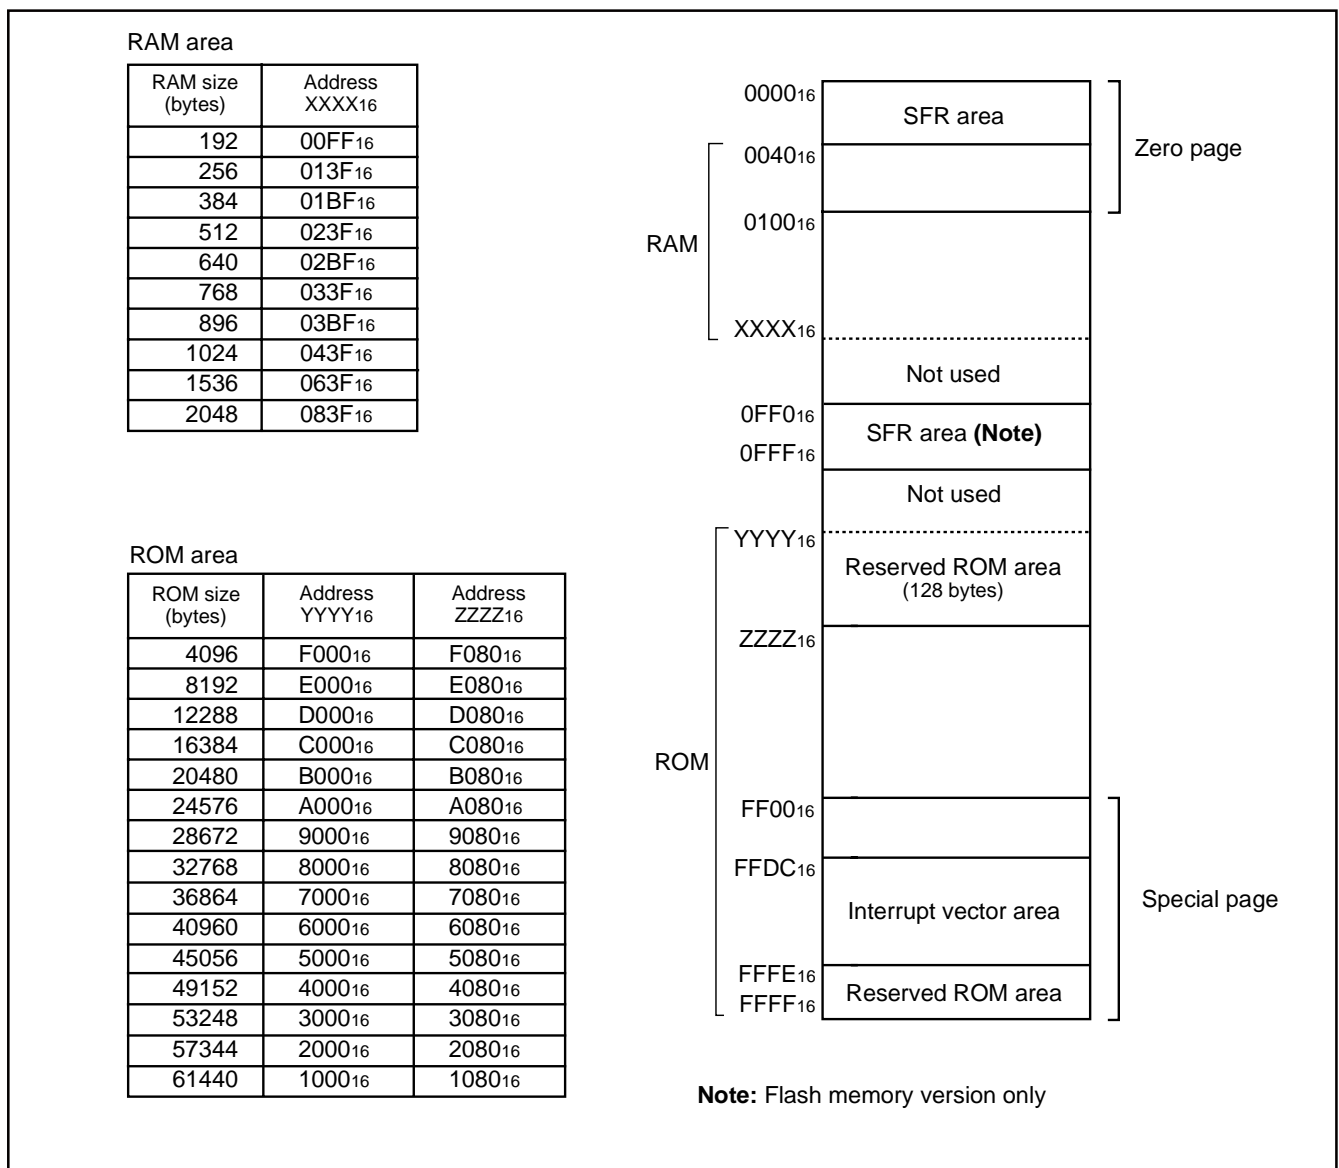 RAM area
RAM size (bytes) Address XXXX16
192 00FF16
256 013F16
384 01BF16
512 023F16
640 02BF16
768 033F16
896 03BF16
1024 043F16
1536 063F16
2048 083F16
ROM area
ROM size (bytes) Address YYYY16 Address ZZZZ16
4096 F00016 F08016
8192 E00016 E08016
12288 D00016 D08016
16384 C00016 C08016
20480 B00016 B08016
24576 A00016 A08016
28672 900016 908016
32768 800016 808016
36864 700016 708016
40960 600016 608016
45056 500016 508016
49152 400016 408016
53248 300016 308016
57344 200016 208016
61440 100016 108016
000016
SFR area
Zero page
004016
010016
RAM
XXXX16
Not used
0FF016
SFR area (Note)
0FFF16
Not used
YYYY16
Reserved ROM area
(128 bytes)
ZZZZ16
ROM
FF0016
FFDC16
Interrupt vector area
Special page
FFFE16
Reserved ROM area
FFFF16
Note: Flash memory version only